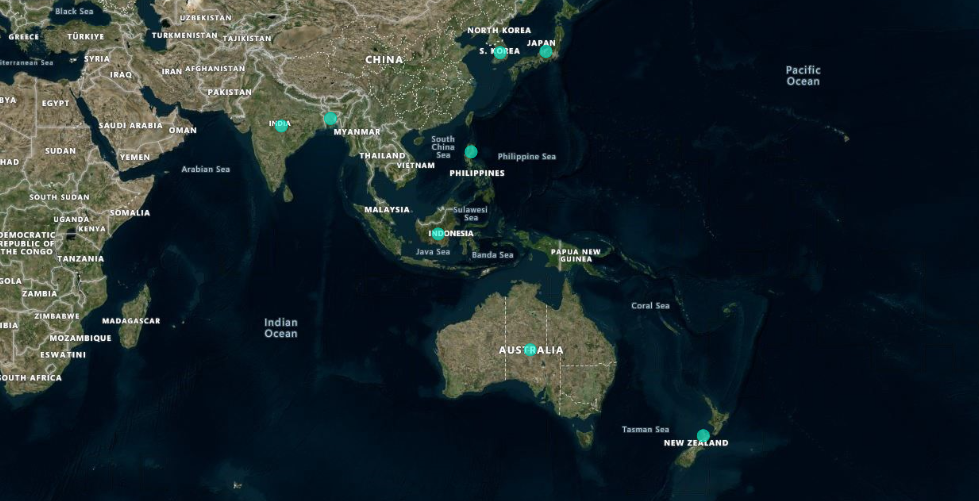 Black Sea
UZBEKISTAN
GREECE
TÜRKIYE
TURKMENISTAN
TAJIKISTAN
NORTH KOREA
S. KOREA
JAPAN
CHINA
Pacific
Ocean
iterranean Sea
SYRIA
IRAQ
IRAN
AFGHANISTAN
PAKISTAN
BYA
EGYPT
SAUDI ARABIA
OMAN
INDIA
MYANMAR
SUDAN
YEMEN
HAD
Arabian Sea
THAILAND
VIETNAM
South
China
Sea
Philippine Sea
PHILIPPINES
SOUTH SUDAN
SOMALIA
UGANDA
KENYA
MALAYSIA
Sulawesi
Sea
DEMOCRATIC
REPUBLIC OF
THE CONGO
TANZANIA
INDONESIA
Java Sea
Banda Sea
PAPUA NEW
GUINEA
GOLA
ZAMBIA
ZIMBABWE
IBIA
MOZAMBIQUE
MADAGASCAR
ESWATINI
SOUTH AFRICA
Indian
Ocean
Coral Sea
AUSTRALIA
Tasman Sea
NEW ZEALAND